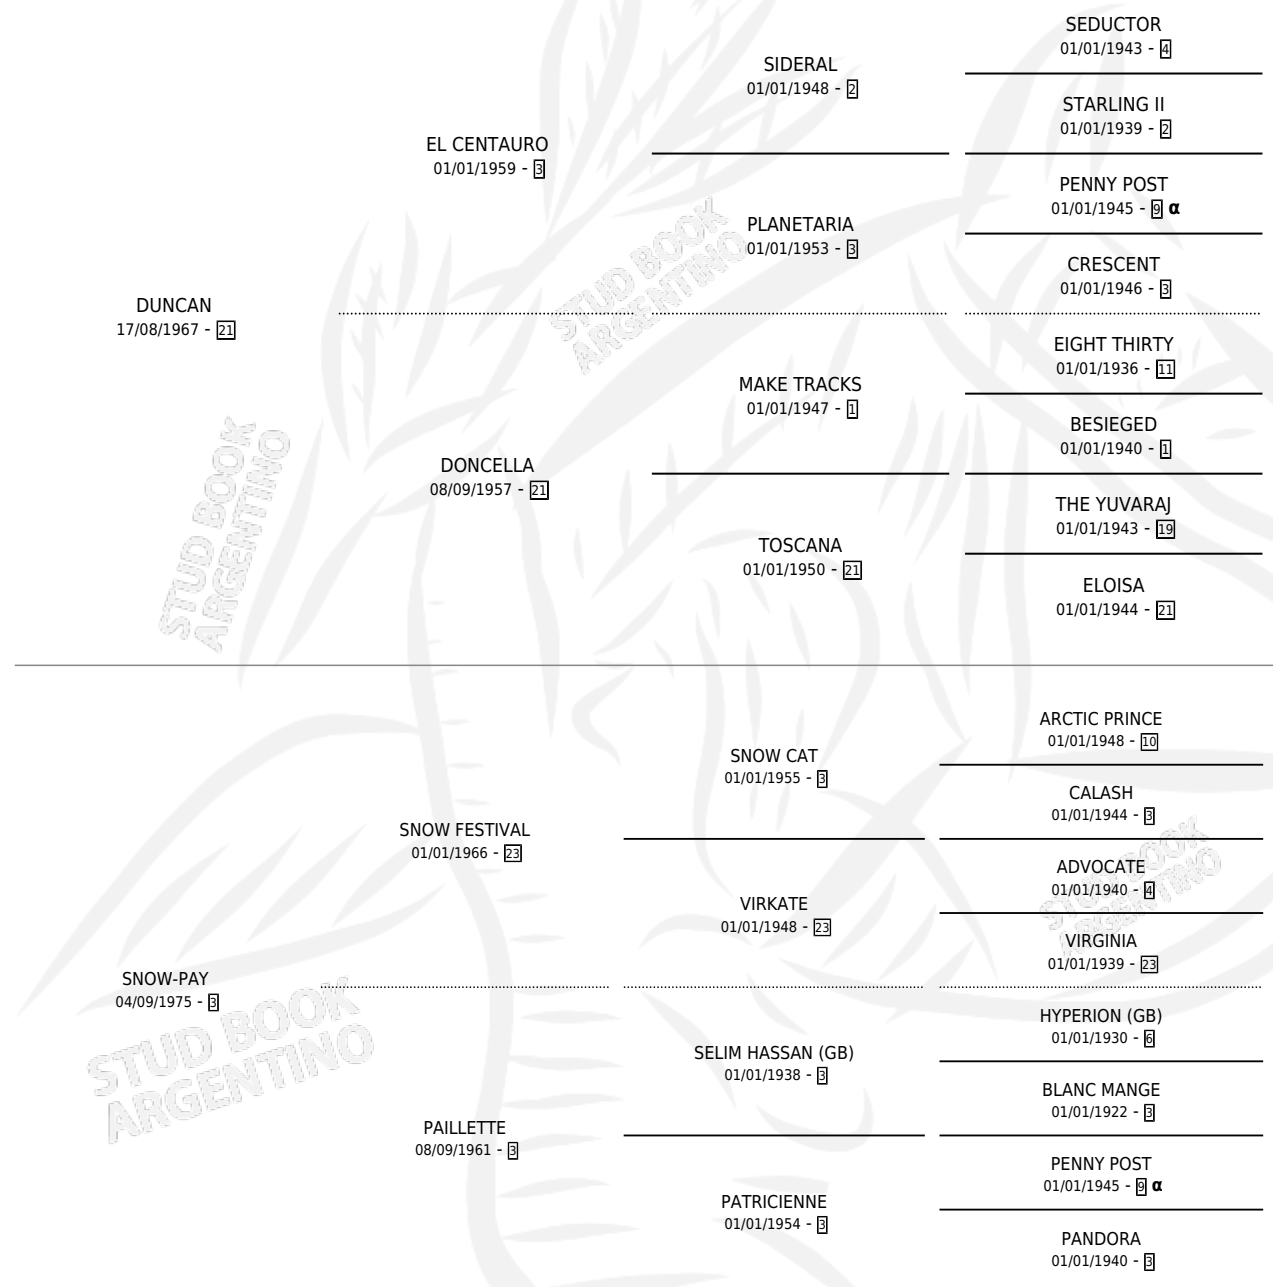 SEDUCTOR
01/01/1943 - 4
SIDERAL
01/01/1948 - 2
STARLING II
01/01/1939 - 2
EL CENTAURO
01/01/1959 - 3
PENNY POST
01/01/1945 - 9 α
PLANETARIA
01/01/1953 - 3
CRESCENT
01/01/1946 - 3
DUNCAN
17/08/1967 - 21
EIGHT THIRTY
01/01/1936 - 11
MAKE TRACKS
01/01/1947 - 1
BESIEGED
01/01/1940 - 1
DONCELLA
08/09/1957 - 21
THE YUVARAJ
01/01/1943 - 19
TOSCANA
01/01/1950 - 21
ELOISA
01/01/1944 - 21
ARCTIC PRINCE
01/01/1948 - 10
SNOW CAT
01/01/1955 - 3
CALASH
01/01/1944 - 3
SNOW FESTIVAL
01/01/1966 - 23
ADVOCATE
01/01/1940 - 4
VIRKATE
01/01/1948 - 23
VIRGINIA
01/01/1939 - 23
SNOW-PAY
04/09/1975 - 3
HYPERION (GB)
01/01/1930 - 6
SELIM HASSAN (GB)
01/01/1938 - 3
BLANC MANGE
01/01/1922 - 3
PAILLETTE
08/09/1961 - 3
PENNY POST
01/01/1945 - 9 α
PATRICIENNE
01/01/1954 - 3
PANDORA
01/01/1940 - 3
STUD BOOK
ARGENTINO
STUD BOOK
ARGENTINO
STUD BOOK
ARGENTINO
STUD BOOK
ARGENTINO